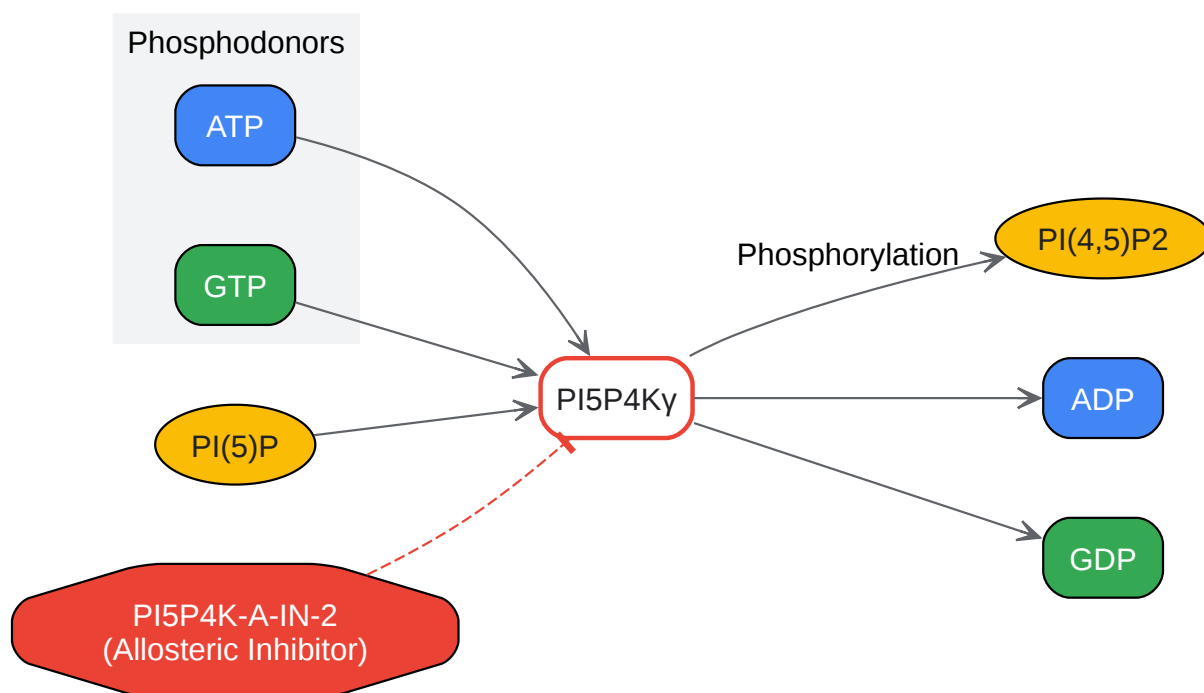 Phosphodonors
ATP
GTP
PI(5)P
PI5P4K-A-IN-2
(Allosteric Inhibitor)
PI5P4Kγ
Phosphorylation
PI(4,5)P2
ADP
GDP